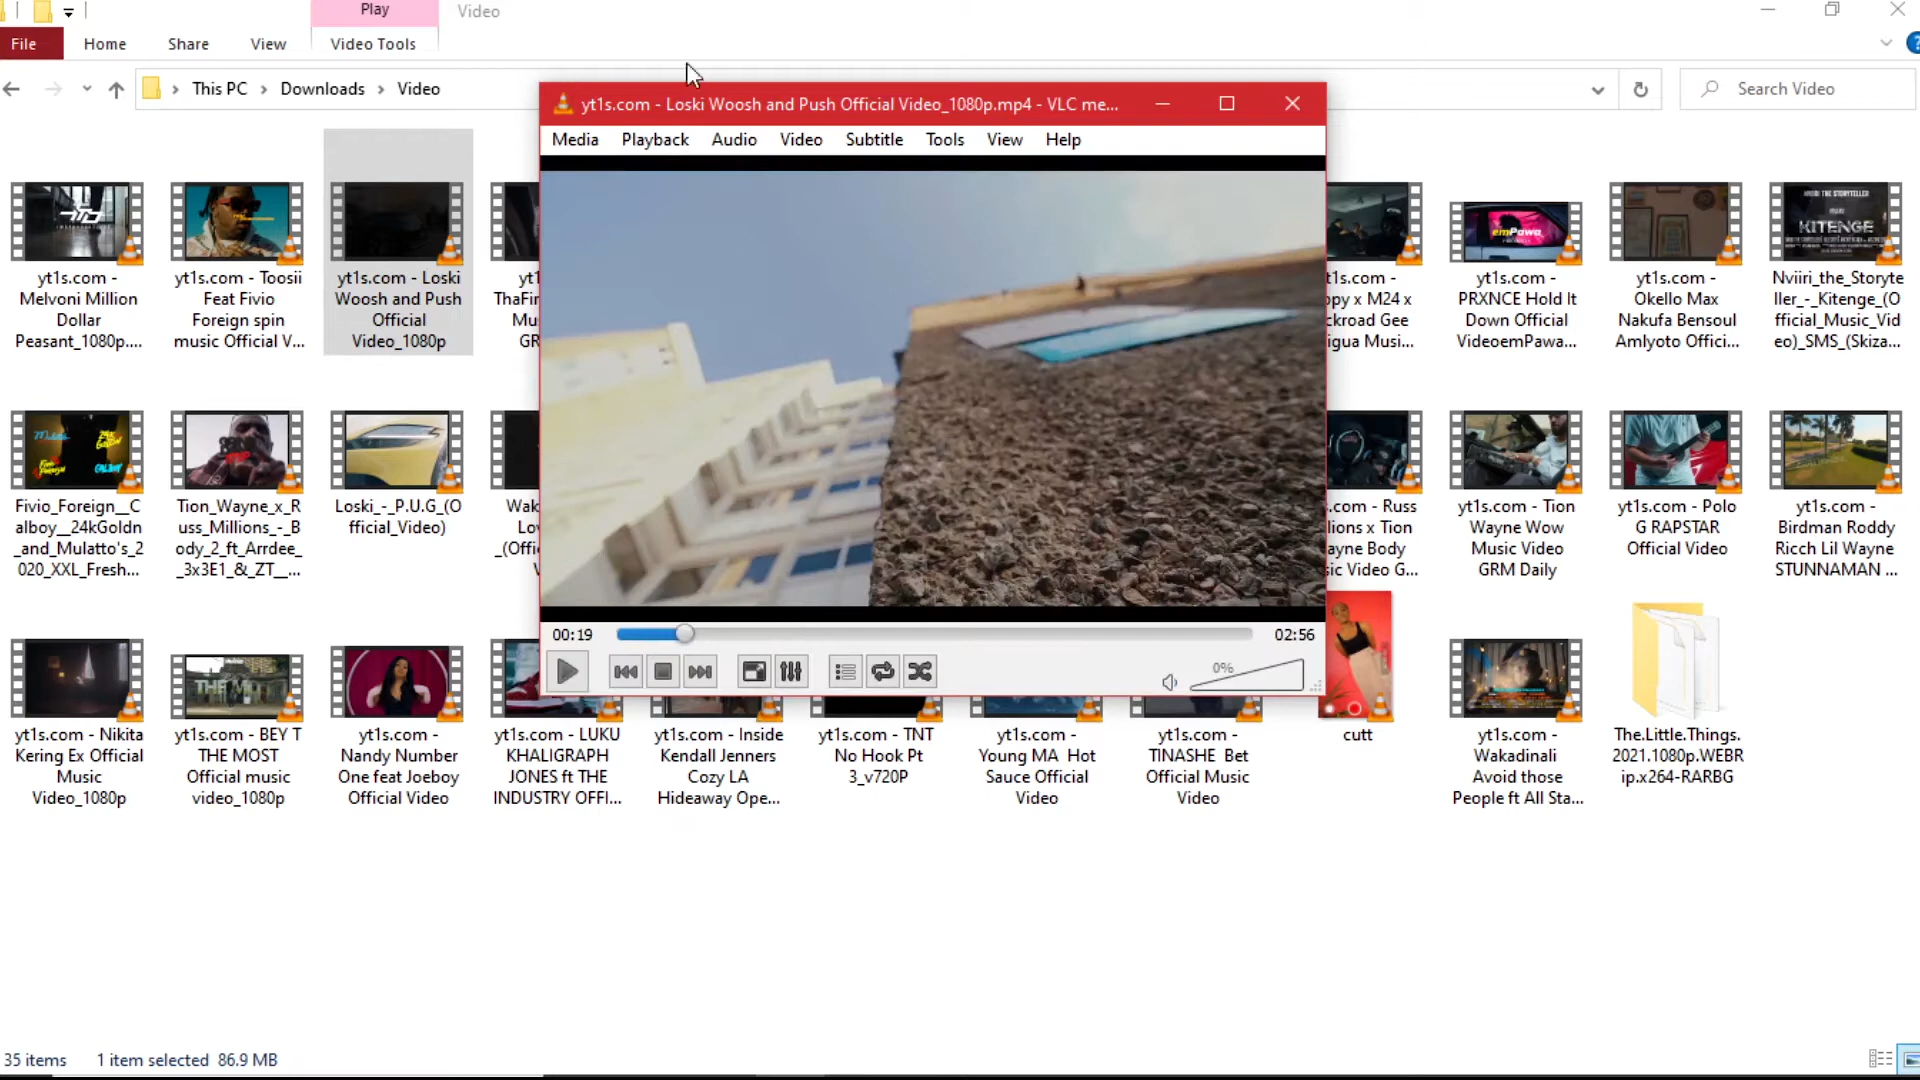 Play
Video
File
Home
Share
View
Video Tools
This PC
Downloads
Video
Search Video
yt1s.com - Loski Woosh and Push Official Video_1080p.mp4 - VLC me...
Media
Playback
Audio
Video
Subtitle
Tools
View
Help
00:19
02:56
0%
yt1s.com -
Melvoni Million
Dollar
Peasant_1080p....
yt1s.com - Toosii
Feat Fivio
Foreign spin
music Official V...
yt1s.com - Loski
Woosh and Push
Official
Video_1080p
emPawa
yt1s.com -
PRXNCE Hold It
Down Official
VideoemPawa...
yt1s.com -
Okello Max
Nakufa Bensoul
Amlyoto Offici...
KITENGE
Nviiri_the_Storyte
ller_-_Kitenge_(O
fficial_Music_Vid
eo)_SMS_(Skiza...
Fivio_Foreign__C
alboy__24kGoldn
_and_Mulatto's_2
020_XXL_Fresh...
Tion_Wayne_x_R
uss_Millions_-_B
ody_2_ft_Arrdee_
_3x3E1_&_ZT__...
Loski_-_P.U.G_(O
fficial_Video)
yt1s.com - Tion
Wayne Wow
Music Video
GRM Daily
yt1s.com - Polo
G RAPSTAR
Official Video
yt1s.com -
Birdman Roddy
Ricch Lil Wayne
STUNNAMAN ...
yt1s.com - Nikita
Kering Ex Official
Music
Video_1080p
yt1s.com - BEY T
THE MOST
Official music
video_1080p
yt1s.com -
Nandy Number
One feat Joeboy
Official Video
yt1s.com - LUKU
KHALIGRAPH
JONES ft THE
INDUSTRY OFFI...
yt1s.com - Inside
Kendall Jenners
Cozy LA
Hideaway Ope...
yt1s.com - TNT
No Hook Pt
3_v720P
yt1s.com -
Young MA Hot
Sauce Official
Video
yt1s.com -
TINASHE Bet
Official Music
Video
cutt
yt1s.com -
Wakadinali
Avoid those
People ft All Sta...
The.Little.Things.
2021.1080p.WEBR
ip.x264-RARBG
35 items
1 item selected 86.9 MB